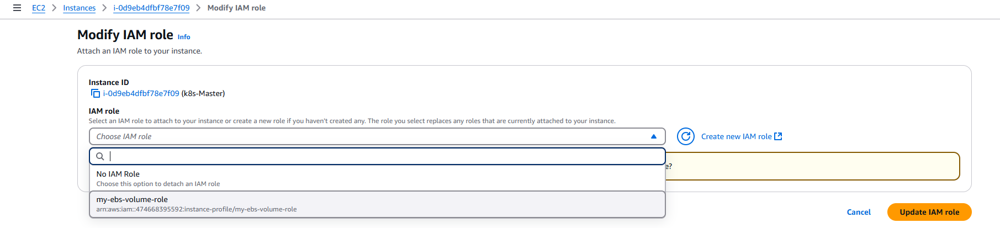 EC2 > Instances > i-0d9eb4dfbf78e7f09 > Modify IAM role
Modify IAM role Info
Attach an IAM role to your instance.
Instance ID
i-0d9eb4dfbf78e7f09 (k8s-Master)
IAM role
Select an IAM role to attach to your instance or create a new role if you haven't created any. The role you select replaces any roles that are currently attached to your instance.
Choose IAM role
Create new IAM role
e?
No IAM Role
Choose this option to detach an IAM role
my-ebs-volume-role
arn:aws:iam::474668395592:instance-profile/my-ebs-volume-role
Cancel Update IAM role